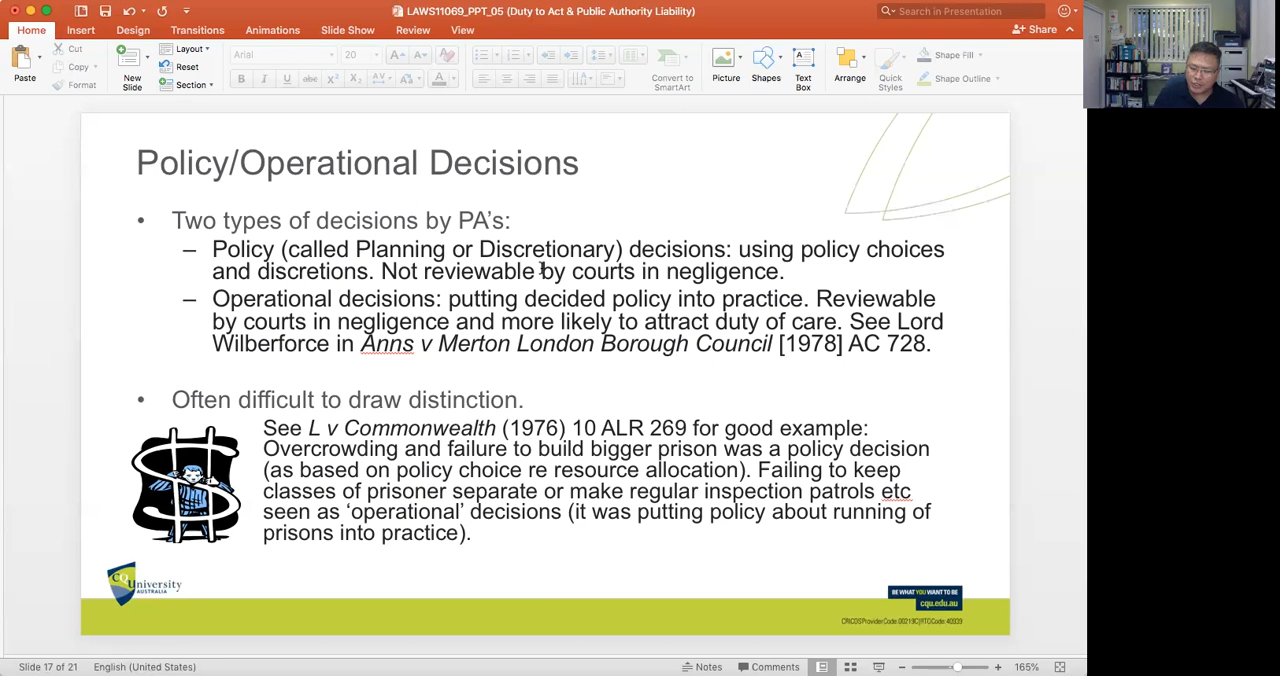 LAWS11069_PPT_05 (Duty to Act & Public Authority Liability)
Search in Presentation
Home Insert Design Transitions Animations Slide Show Review View
Share
Paste
Cut
Copy
Format
New Slide
Layout
Reset
Section
Arial 20
Convert to SmartArt
Picture
Shapes
Text Box
Arrange
Quick Styles
Shape Fill
Shape Outline
Policy/Operational Decisions
• Two types of decisions by PA's:
– Policy (called Planning or Discretionary) decisions: using policy choices
and discretions. Not reviewable by courts in negligence.
– Operational decisions: putting decided policy into practice. Reviewable
by courts in negligence and more likely to attract duty of care. See Lord
Wilberforce in Anns v Merton London Borough Council [1978] AC 728.
• Often difficult to draw distinction.
See L v Commonwealth (1976) 10 ALR 269 for good example:
Overcrowding and failure to build bigger prison was a policy decision
(as based on policy choice re resource allocation). Failing to keep
classes of prisoner separate or make regular inspection patrols etc
seen as 'operational' decisions (it was putting policy about running of
prisons into practice).
CQUniversity
AUSTRALIA
BE WHAT YOU WANT TO BE
cqu.edu.au
Slide 17 of 21 English (United States) Notes Comments 165%